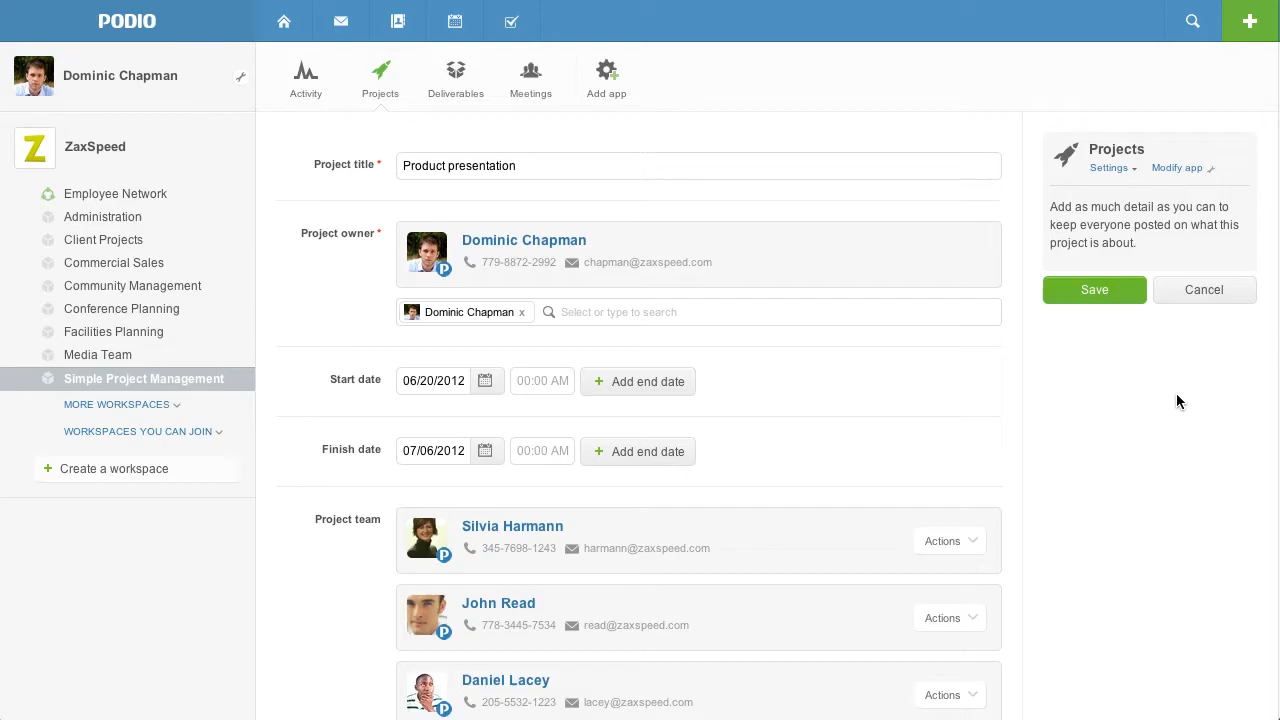 PODIO
Dominic Chapman
Activity
Projects
Deliverables
Meetings
Add app
ZaxSpeed
Employee Network
Administration
Client Projects
Commercial Sales
Community Management
Conference Planning
Facilities Planning
Media Team
Simple Project Management
MORE WORKSPACES
WORKSPACES YOU CAN JOIN
+ Create a workspace
Project title * Product presentation
Project owner * Dominic Chapman
779-8872-2992 chapman@zaxspeed.com
Dominic Chapman x Select or type to search
Start date 06/20/2012 00:00 AM + Add end date
Finish date 07/06/2012 00:00 AM + Add end date
Project team Silvia Harmann
345-7698-1243 harmann@zaxspeed.com Actions
John Read
778-3445-7534 read@zaxspeed.com Actions
Daniel Lacey
205-5532-1223 lacey@zaxspeed.com Actions
Projects
Settings Modify app
Add as much detail as you can to
keep everyone posted on what this
project is about.
Save Cancel